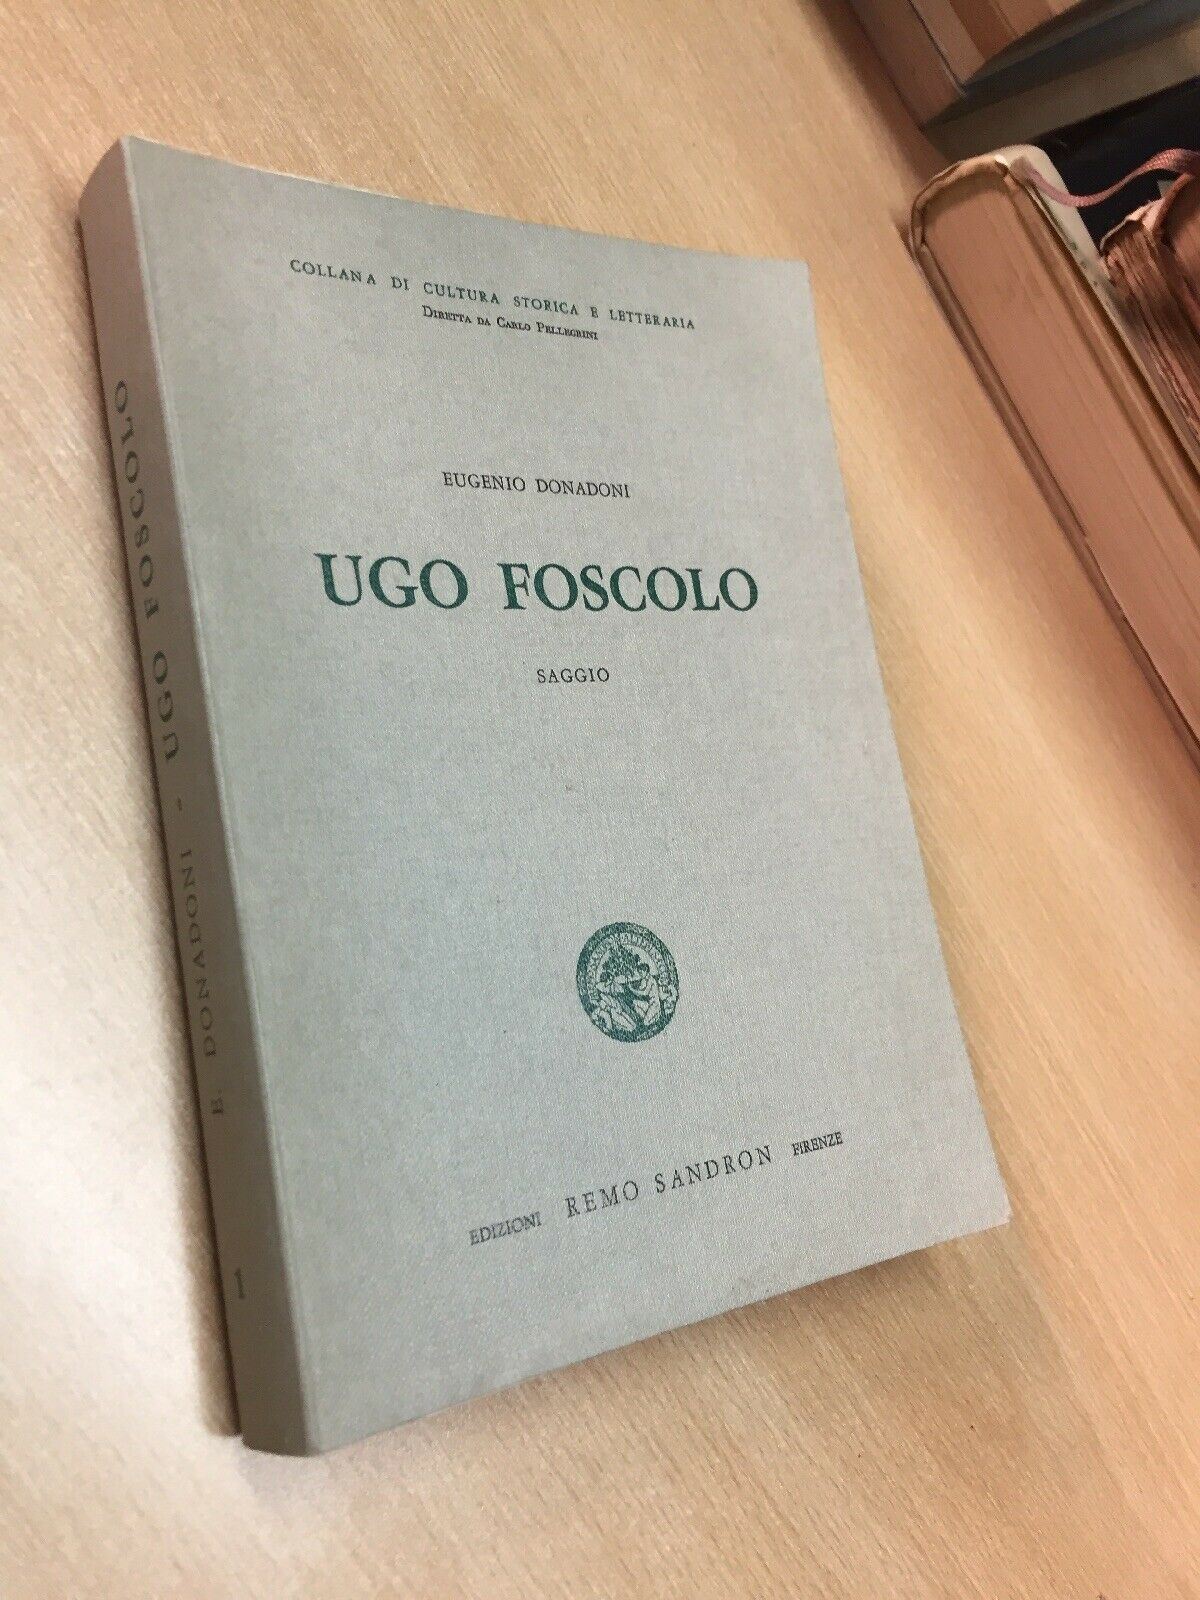 COLLANA DI CULTURA STORICA E LETTERARIA
DIRETTA DA CARLO PELLEGRINI
EUGENIO DONADONI
UGO FOSCOLO
SAGGIO
EDIZIONI REMO SANDRON FIRENZE
E. DONADONI - UGO FOSCOLO
1